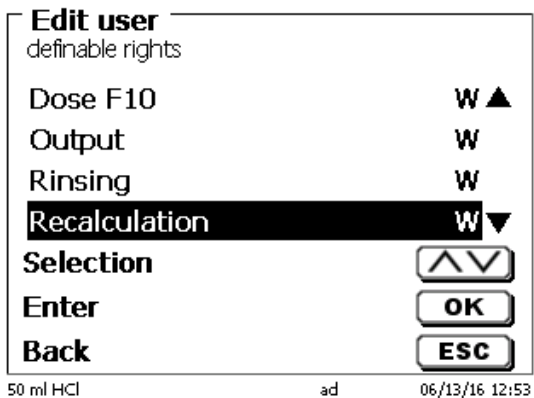 Edit user
definable rights
Dose F10 W
Output W
Rinsing W
Recalculation W
Selection
Enter OK
Back ESC
50 ml HCl ad 06/13/16 12:53